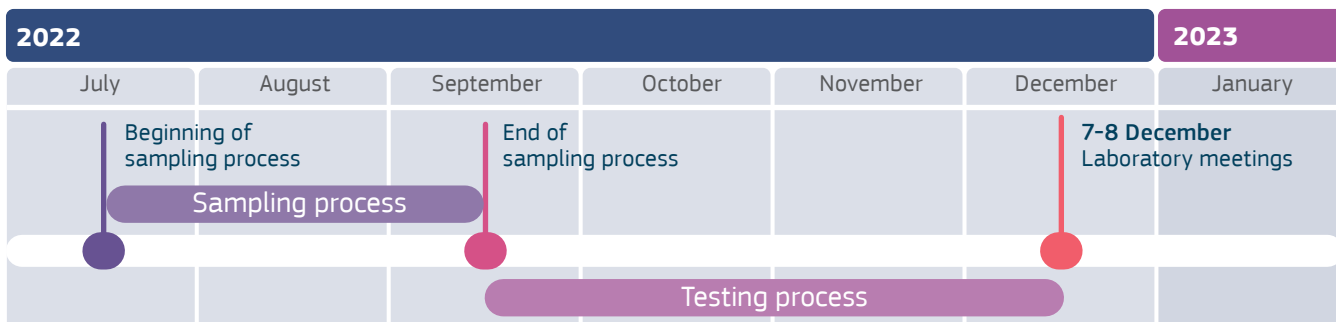 2022
2023
July
August
September
October
November
December
January
Beginning of
sampling process
End of
sampling process
7-8 December
Laboratory meetings
Sampling process
Testing process